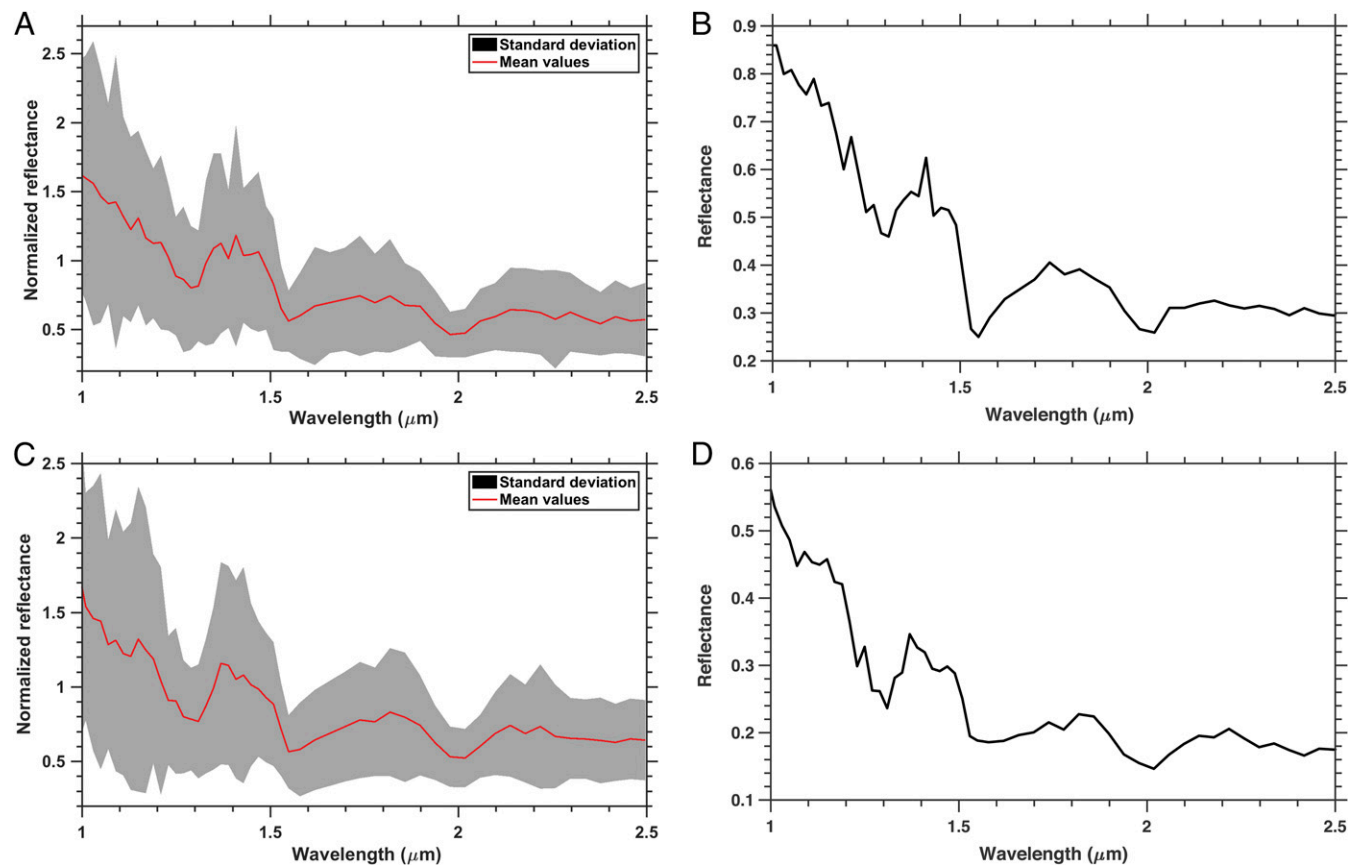 A
Normalized reflectance
2.5
2
1.5
1
0.5
Standard deviation
Mean values
1 1.5 2 2.5
Wavelength (μm)
B
Reflectance
0.9
0.8
0.7
0.6
0.5
0.4
0.3
0.2
1 1.5 2 2.5
Wavelength (μm)
C
Normalized reflectance
2.5
2
1.5
1
0.5
Standard deviation
Mean values
1 1.5 2 2.5
Wavelength (μm)
D
Reflectance
0.6
0.5
0.4
0.3
0.2
0.1
1 1.5 2 2.5
Wavelength (μm)